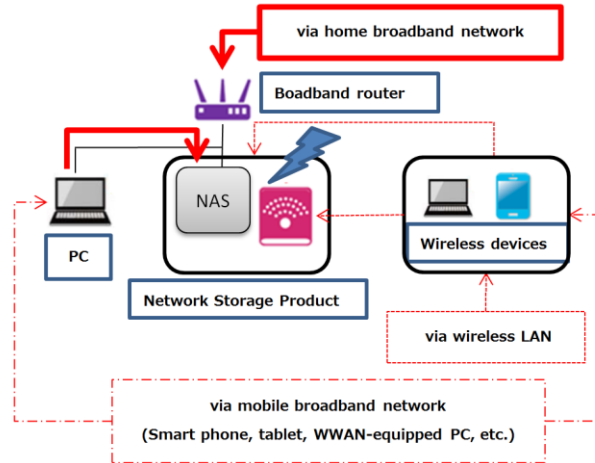 via home broadband network
Boadband router
NAS
PC
Wireless devices
Network Storage Product
via wireless LAN
via mobile broadband network
(Smart phone, tablet, WWAN-equipped PC, etc.)